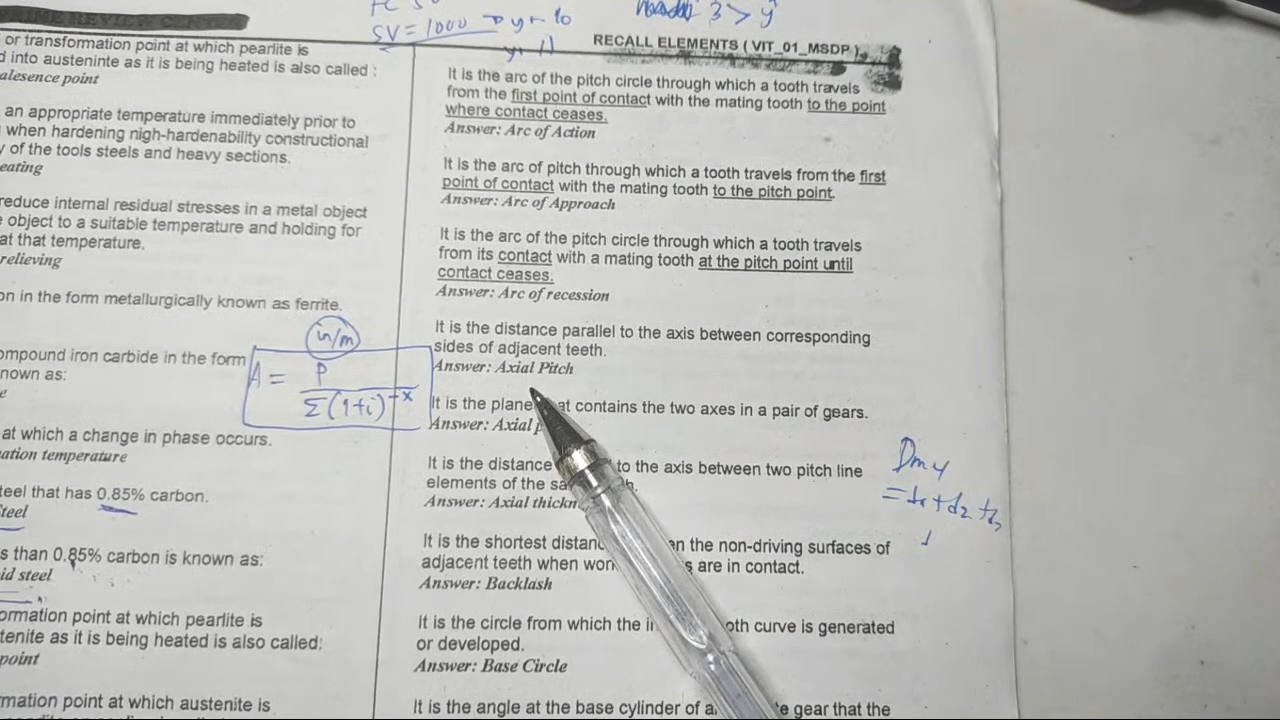 SV = 1000 → yr to
yr 11
3 > y
RIME REVIEW CENTER
RECALL ELEMENTS ( VIT_01_MSDP )
or transformation point at which pearlite is
d into austeninte as it is being heated is also called :
alesence point
an appropriate temperature immediately prior to
when hardening nigh-hardenability constructional
y of the tools steels and heavy sections.
eating
reduce internal residual stresses in a metal object
e object to a suitable temperature and holding for
at that temperature.
relieving
on in the form metallurgically known as ferrite.
ompound iron carbide in the form
nown as:
e
at which a change in phase occurs.
ation temperature
teel that has 0.85% carbon.
Steel
s than 0.85% carbon is known as:
id steel
ormation point at which pearlite is
tenite as it is being heated is also called:
point
rmation point at which austenite is
in/m
A = P
Σ(1+i)^-x
It is the arc of the pitch circle through which a tooth travels
from the first point of contact with the mating tooth to the point
where contact ceases.
Answer: Arc of Action
It is the arc of pitch through which a tooth travels from the first
point of contact with the mating tooth to the pitch point.
Answer: Arc of Approach
It is the arc of the pitch circle through which a tooth travels
from its contact with a mating tooth at the pitch point until
contact ceases.
Answer: Arc of recession
It is the distance parallel to the axis between corresponding
sides of adjacent teeth.
Answer: Axial Pitch
It is the plane at contains the two axes in a pair of gears.
Answer: Axial p
It is the distance to the axis between two pitch line
elements of the sa h.
Answer: Axial thickn
It is the shortest distanc en the non-driving surfaces of
adjacent teeth when wor s are in contact.
Answer: Backlash
It is the circle from which the i oth curve is generated
or developed.
Answer: Base Circle
It is the angle at the base cylinder of a e gear that the